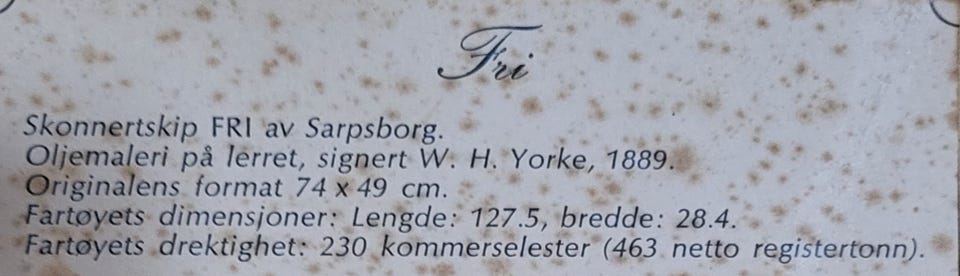 Fri
Skonnertskip FRI av Sarpsborg.
Oljemaleri på lerret, signert W. H. Yorke, 1889.
Originalens format 74 x 49 cm.
Fartøyets dimensjoner: Lengde: 127.5, bredde: 28.4.
Fartøyets drektighet: 230 kommerselester (463 netto registertonn).